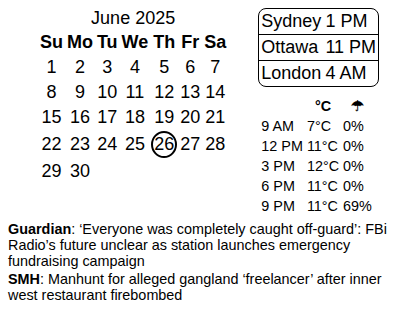 June 2025
Su Mo Tu We Th Fr Sa
1 2 3 4 5 6 7
8 9 10 11 12 13 14
15 16 17 18 19 20 21
22 23 24 25 26 27 28
29 30
Sydney 1 PM
Ottawa 11 PM
London 4 AM
°C ☂
9 AM 7°C 0%
12 PM 11°C 0%
3 PM 12°C 0%
6 PM 11°C 0%
9 PM 11°C 69%
Guardian: ‘Everyone was completely caught off-guard’: FBi
Radio’s future unclear as station launches emergency
fundraising campaign
SMH: Manhunt for alleged gangland ‘freelancer’ after inner
west restaurant firebombed